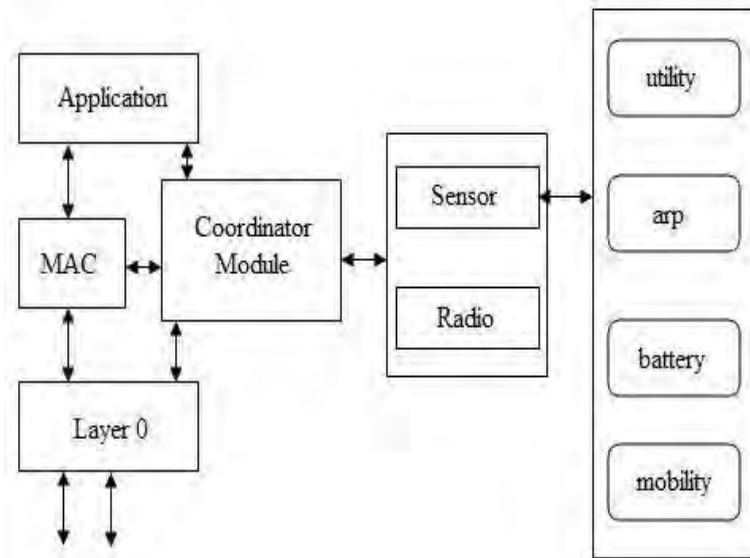 Application
MAC
Layer 0
Coordinator
Module
Sensor
Radio
utility
arp
battery
mobility